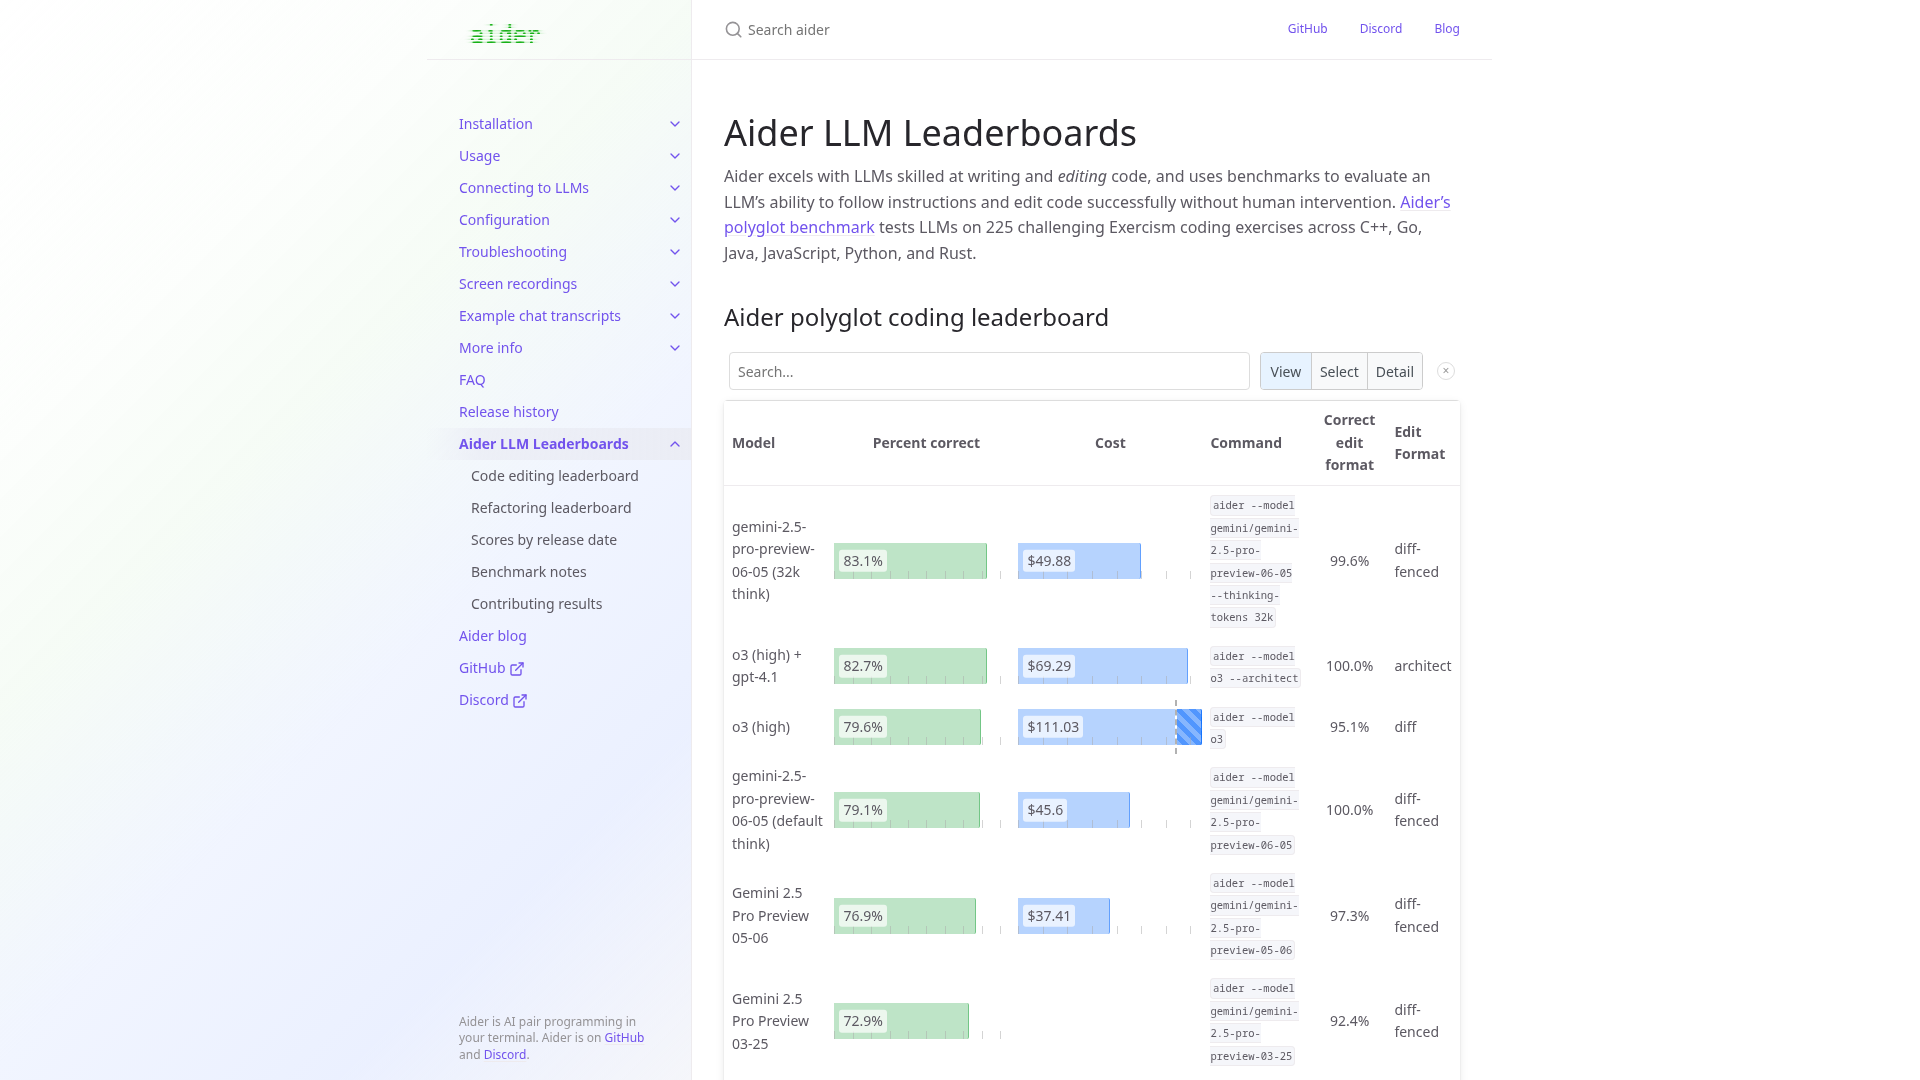 aider
Search aider
GitHub
Discord
Blog
Installation
Usage
Connecting to LLMs
Configuration
Troubleshooting
Screen recordings
Example chat transcripts
More info
FAQ
Release history
Aider LLM Leaderboards
Code editing leaderboard
Refactoring leaderboard
Scores by release date
Benchmark notes
Contributing results
Aider blog
GitHub
Discord
Aider is AI pair programming in
your terminal. Aider is on GitHub
and Discord.
Aider LLM Leaderboards
Aider excels with LLMs skilled at writing and editing code, and uses benchmarks to evaluate an
LLM’s ability to follow instructions and edit code successfully without human intervention. Aider’s
polyglot benchmark tests LLMs on 225 challenging Exercism coding exercises across C++, Go,
Java, JavaScript, Python, and Rust.
Aider polyglot coding leaderboard
Search...
View
Select
Detail
×
Model
Percent correct
Cost
Command
Correct
edit
format
Edit
Format
gemini-2.5-
pro-preview-
06-05 (32k
think)
83.1%
$49.88
aider --model
gemini/gemini-
2.5-pro-
preview-06-05
--thinking-
tokens 32k
99.6%
diff-
fenced
o3 (high) +
gpt-4.1
82.7%
$69.29
aider --model
o3 --architect
100.0%
architect
o3 (high)
79.6%
$111.03
aider --model
o3
95.1%
diff
gemini-2.5-
pro-preview-
06-05 (default
think)
79.1%
$45.6
aider --model
gemini/gemini-
2.5-pro-
preview-06-05
100.0%
diff-
fenced
Gemini 2.5
Pro Preview
05-06
76.9%
$37.41
aider --model
gemini/gemini-
2.5-pro-
preview-05-06
97.3%
diff-
fenced
Gemini 2.5
Pro Preview
03-25
72.9%
aider --model
gemini/gemini-
2.5-pro-
preview-03-25
92.4%
diff-
fenced